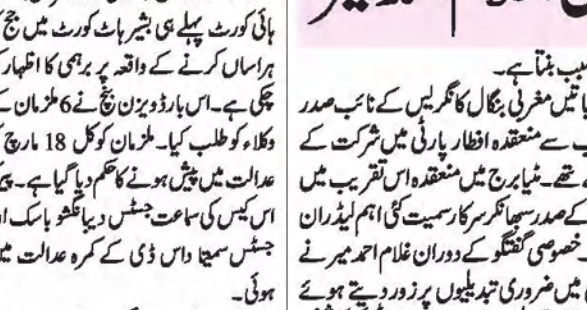 سبب بنتا ہے۔
مغربی بنگال کانگریس کے نائب صدر
سے منعقدہ افطار پارٹی میں شرکت کے
تھے۔ مٹیا برج میں منعقدہ اس تقریب میں
کے صدر سبھانکر سرکار سمیت کئی اہم لیڈران
خصوصی گفتگو کے دوران غلام احمد میر نے
میں ضروری تبدیلیوں پر زور دیتے ہوئے
ہائی کورٹ پہلے ہی بشیر ہاٹ کورٹ میں جج
ہراساں کرنے کے واقعہ پر برہمی کا اظہار
چکی ہے۔ اس بار ڈویژن بنچ نے 6 ملزمان کے
وکلاء کو طلب کیا۔ ملزمان کو کل 18 مارچ
عدالت میں پیش ہونے کا حکم دیا گیا ہے۔ پیر
اس کیس کی سماعت جسٹس دیبانگشو باسک
جسٹس سمیتا داس ڈی کے کمرہ عدالت میں
ہوئی۔